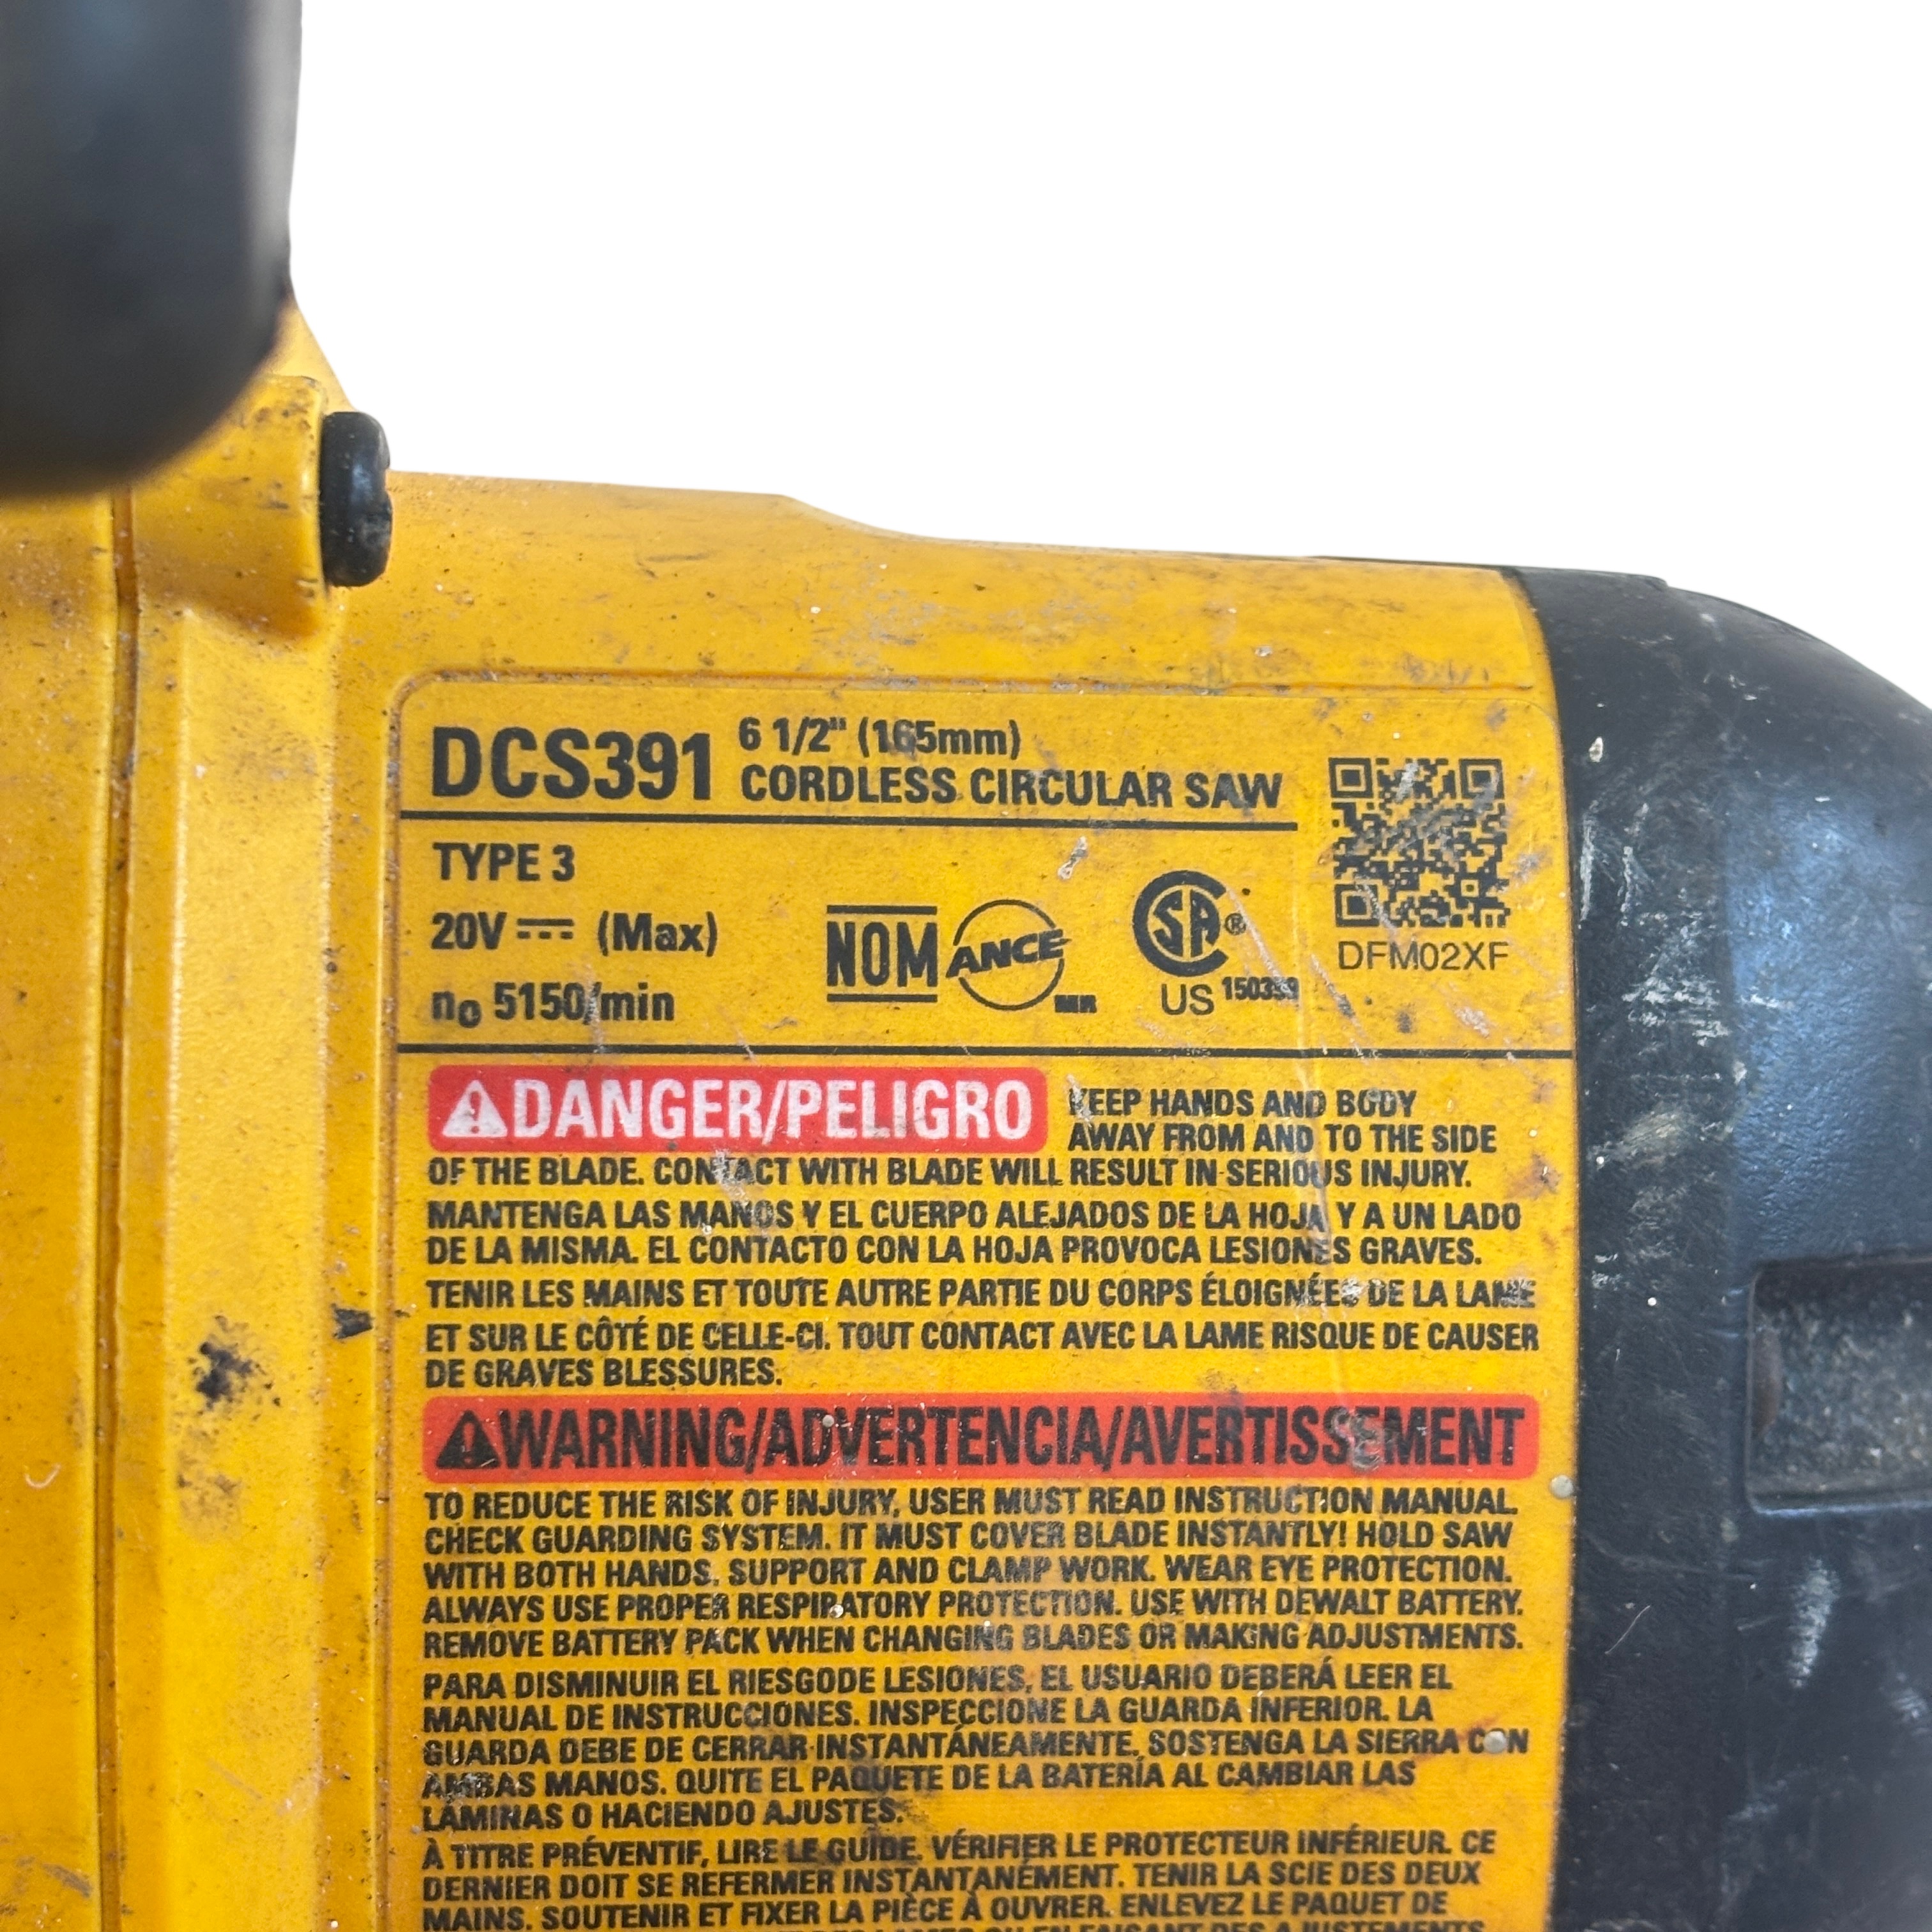 DCS391 6 1/2" (165mm)
CORDLESS CIRCULAR SAW
TYPE 3
20V (Max)
no 5150/min
NOM ANCE MR
SA ® US
DFM02XF
⚠DANGER/PELIGRO KEEP HANDS AND BODY
AWAY FROM AND TO THE SIDE
OF THE BLADE. CONTACT WITH BLADE WILL RESULT IN SERIOUS INJURY.
MANTENGA LAS MANOS Y EL CUERPO ALEJADOS DE LA HOJA Y A UN LADO
DE LA MISMA. EL CONTACTO CON LA HOJA PROVOCA LESIONES GRAVES.
TENIR LES MAINS ET TOUTE AUTRE PARTIE DU CORPS ÉLOIGNÉES DE LA LAME
ET SUR LE CÔTÉ DE CELLE-CI. TOUT CONTACT AVEC LA LAME RISQUE DE CAUSER
DE GRAVES BLESSURES.
⚠WARNING/ADVERTENCIA/AVERTISSEMENT
TO REDUCE THE RISK OF INJURY, USER MUST READ INSTRUCTION MANUAL.
CHECK GUARDING SYSTEM. IT MUST COVER BLADE INSTANTLY! HOLD SAW
WITH BOTH HANDS. SUPPORT AND CLAMP WORK. WEAR EYE PROTECTION.
ALWAYS USE PROPER RESPIRATORY PROTECTION. USE WITH DEWALT BATTERY.
REMOVE BATTERY PACK WHEN CHANGING BLADES OR MAKING ADJUSTMENTS.
PARA DISMINUIR EL RIESGODE LESIONES, EL USUARIO DEBERÁ LEER EL
MANUAL DE INSTRUCCIONES. INSPECCIONE LA GUARDA INFERIOR. LA
GUARDA DEBE DE CERRAR INSTANTÁNEAMENTE. SOSTENGA LA SIERRA CON
AMBAS MANOS. QUITE EL PAQUETE DE LA BATERÍA AL CAMBIAR LAS
LÁMINAS O HACIENDO AJUSTES.
À TITRE PRÉVENTIF, LIRE LE GUIDE. VÉRIFIER LE PROTECTEUR INFÉRIEUR. CE
DERNIER DOIT SE REFERMER INSTANTANÉMENT. TENIR LA SCIE DES DEUX
MAINS. SOUTENIR ET FIXER LA PIÈCE À OUVRER. ENLEVEZ LE PAQUET DE